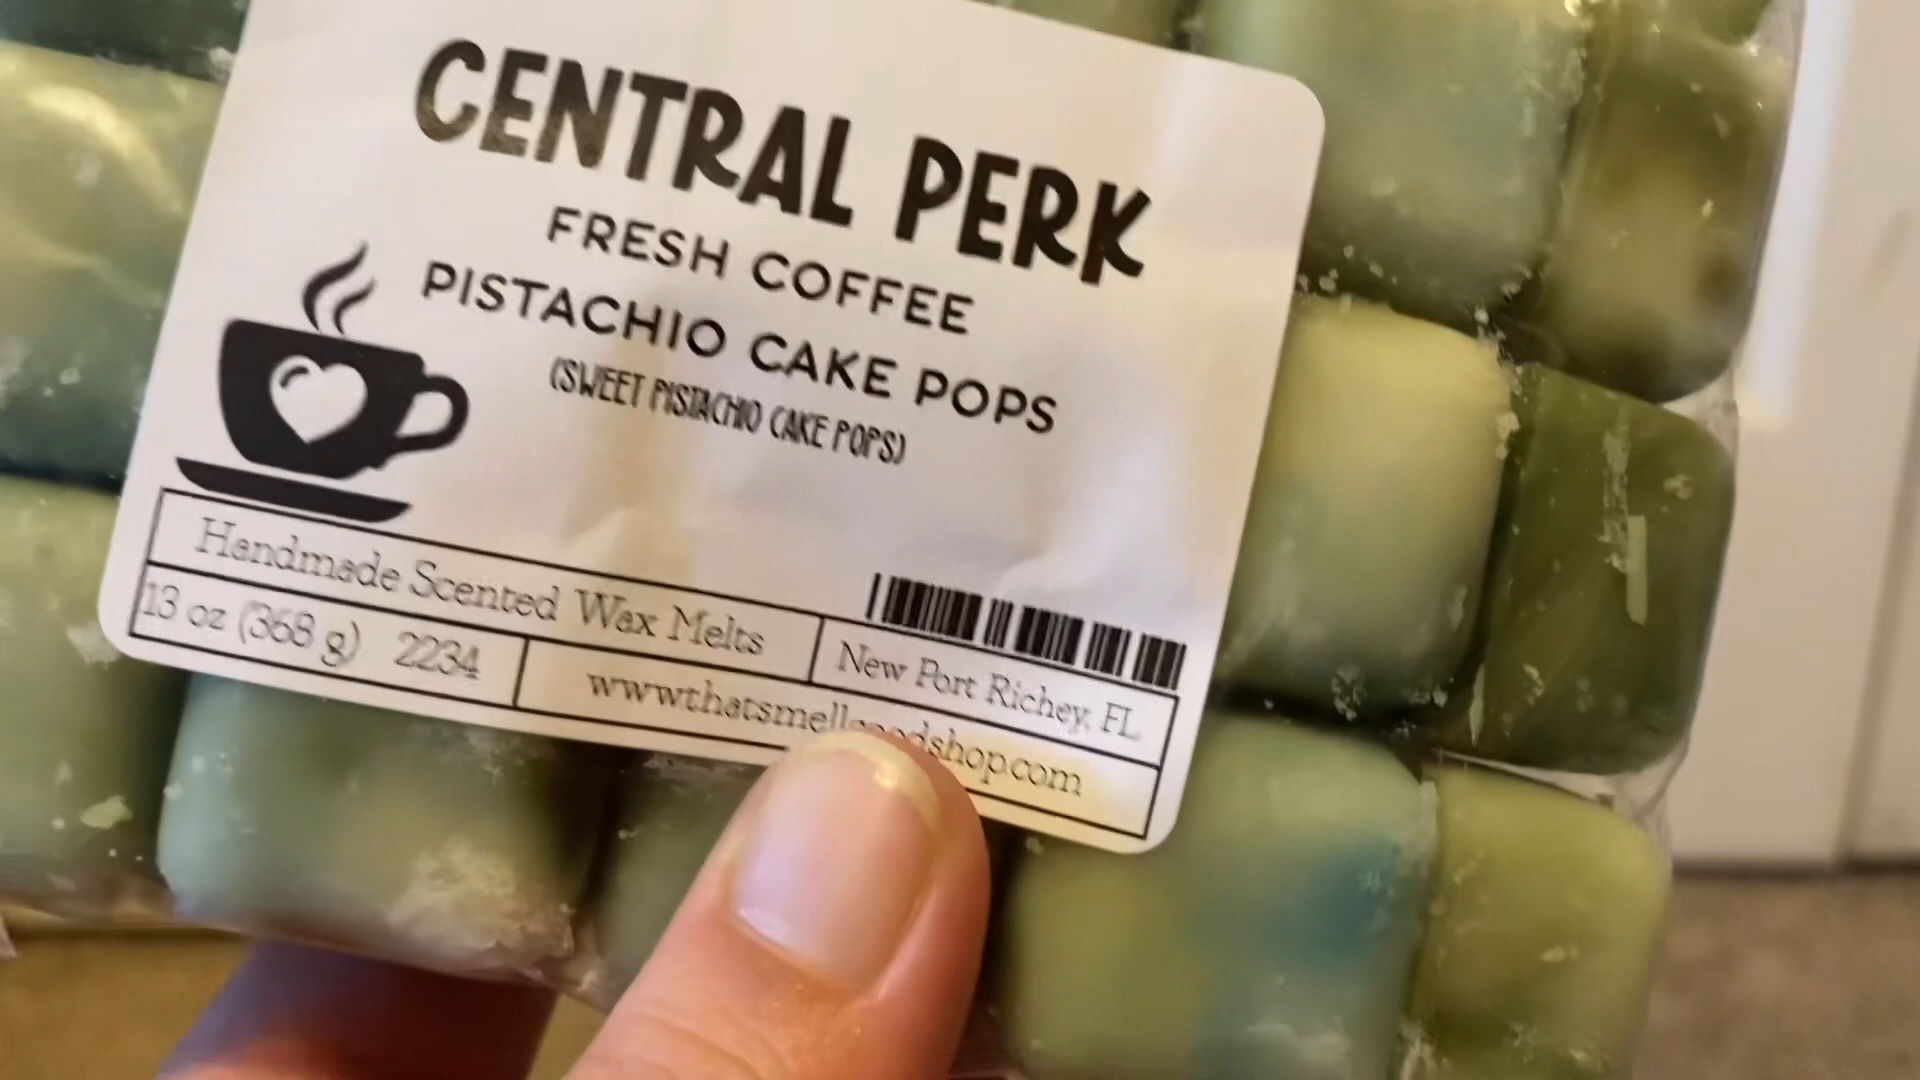 CENTRAL PERK
FRESH COFFEE
PISTACHIO CAKE POPS
(SWEET PISTACHIO CAKE POPS)
Handmade Scented Wax Melts
New Port Richey, FL
13 oz (368 g) 2234